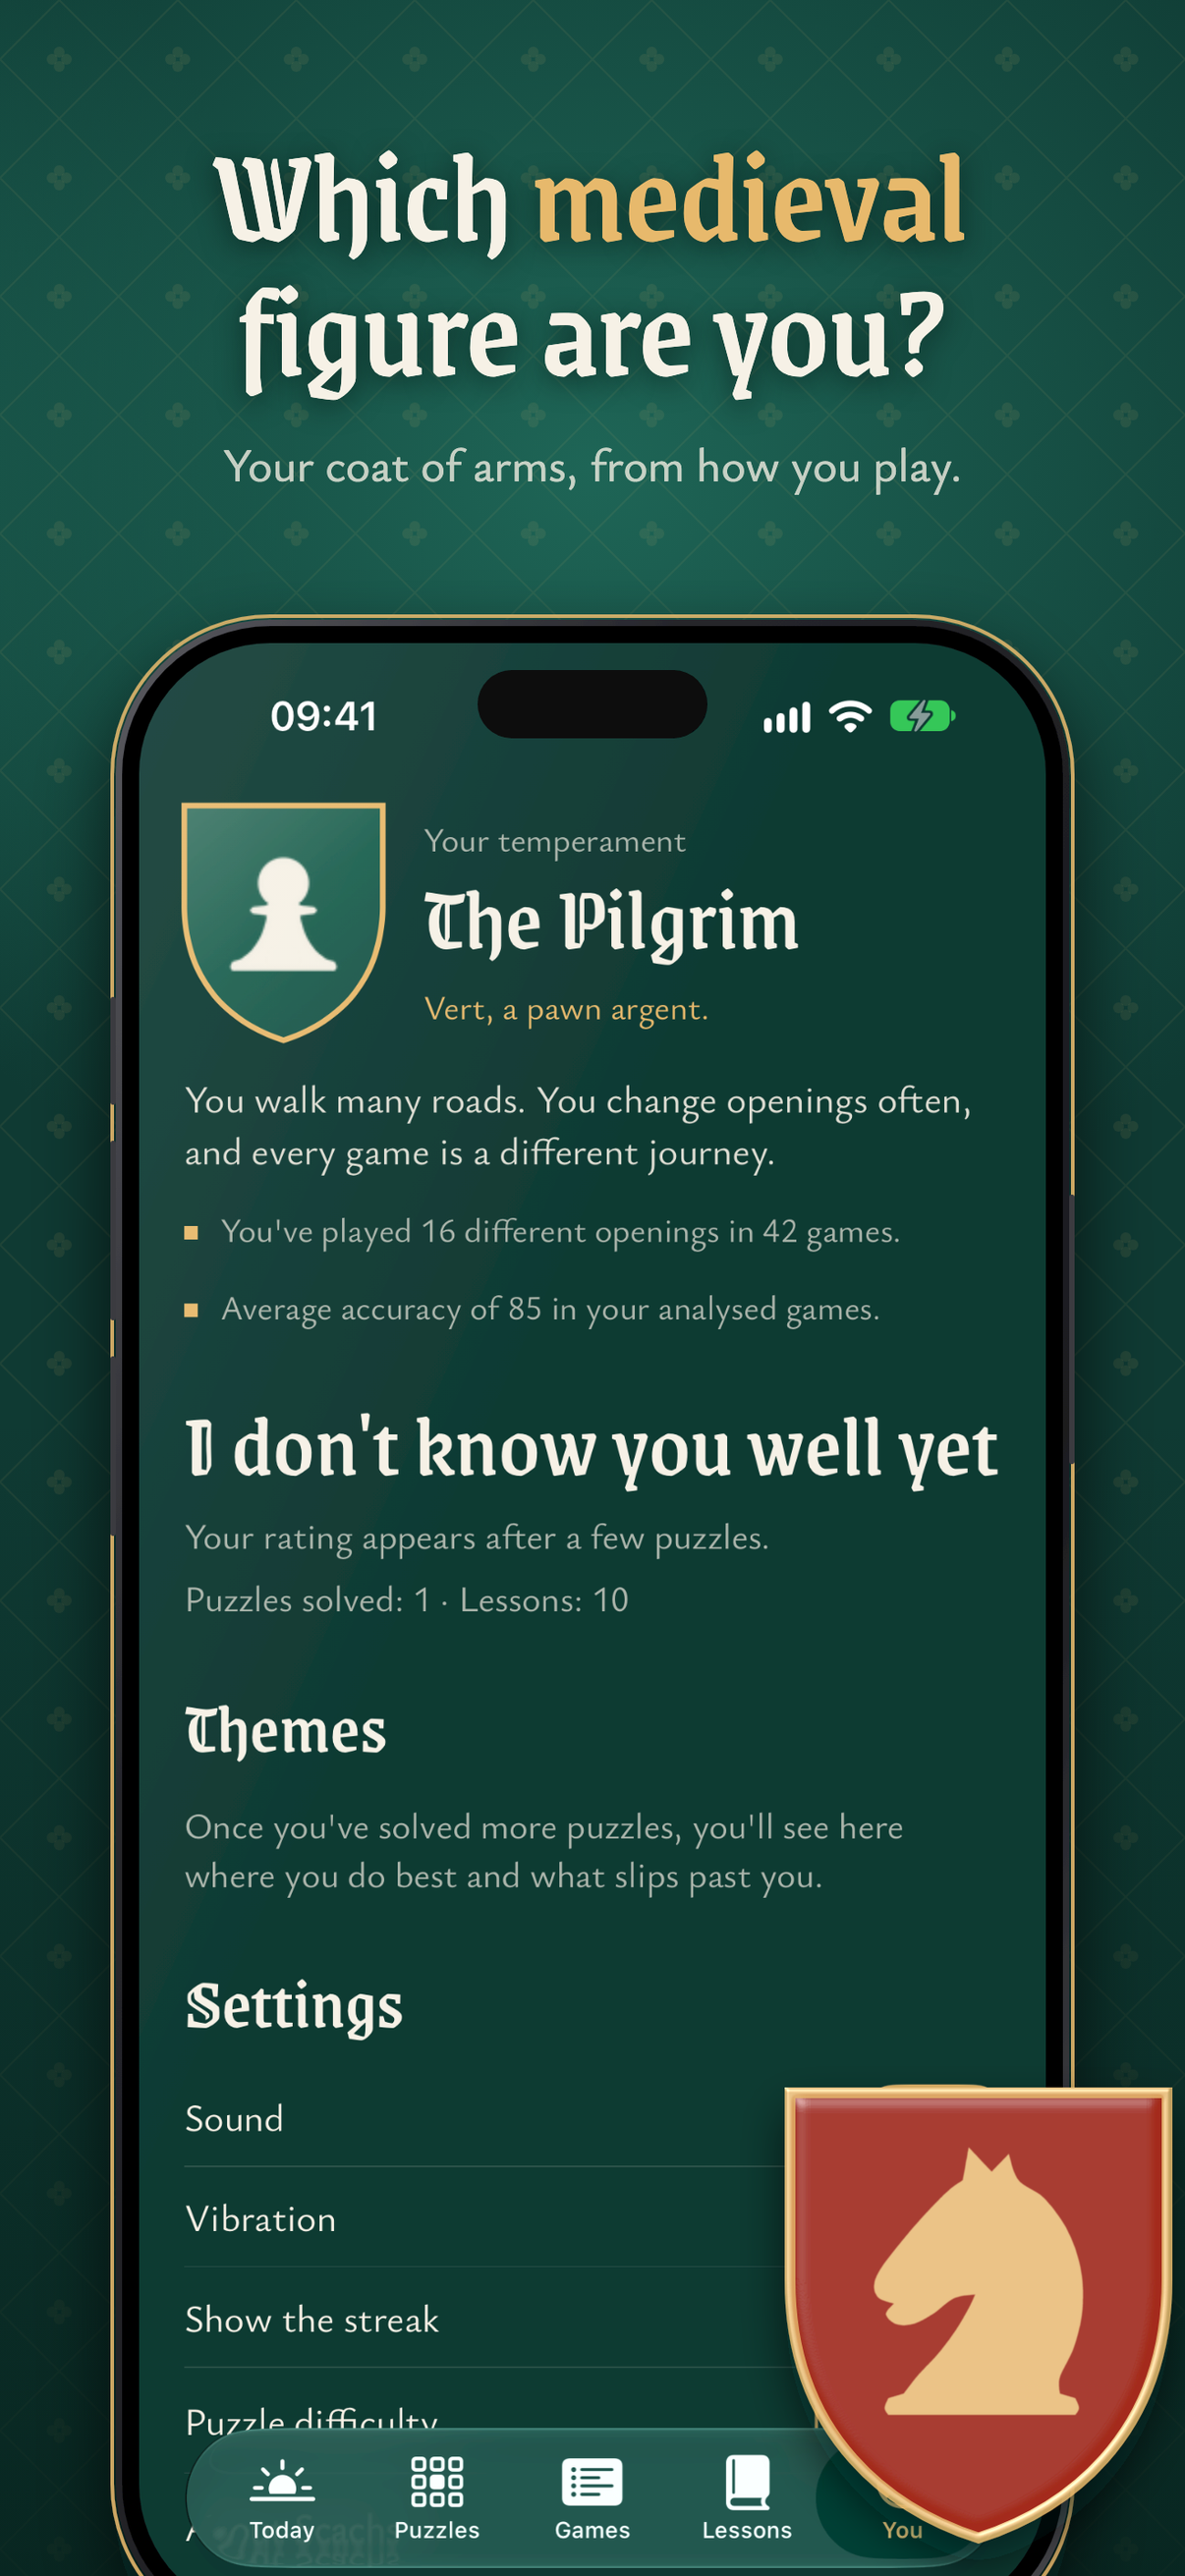 Which medieval
figure are you?
Your coat of arms, from how you play.
09:41
Your temperament
The Pilgrim
Vert, a pawn argent.
You walk many roads. You change openings often,
and every game is a different journey.
You've played 16 different openings in 42 games.
Average accuracy of 85 in your analysed games.
I don't know you well yet
Your rating appears after a few puzzles.
Puzzles solved: 1 · Lessons: 10
Themes
Once you've solved more puzzles, you'll see here
where you do best and what slips past you.
Settings
Sound
Vibration
Show the streak
Puzzle difficulty
Today Puzzles Games Lessons You